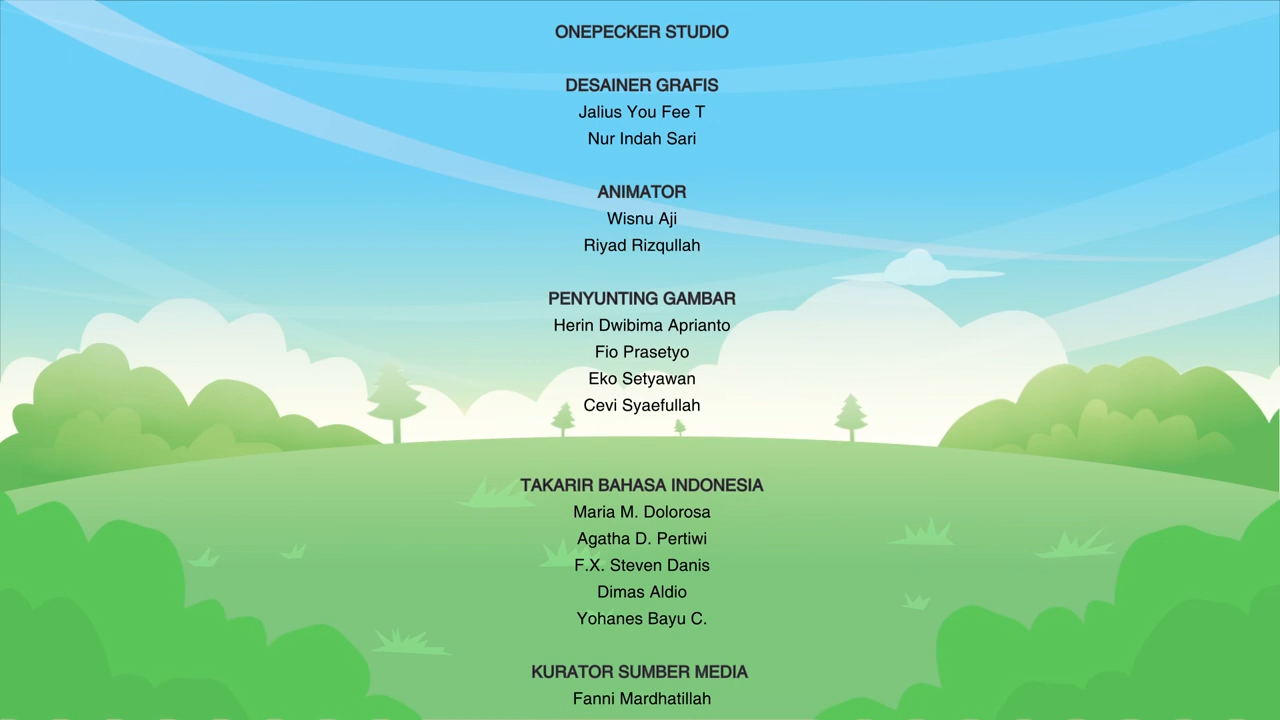 ONEPECKER STUDIO
DESAINER GRAFIS
Jalius You Fee T
Nur Indah Sari
ANIMATOR
Wisnu Aji
Riyad Rizqullah
PENYUNTING GAMBAR
Herin Dwibima Aprianto
Fio Prasetyo
Eko Setyawan
Cevi Syaefullah
TAKARIR BAHASA INDONESIA
Maria M. Dolorosa
Agatha D. Pertiwi
F.X. Steven Danis
Dimas Aldio
Yohanes Bayu C.
KURATOR SUMBER MEDIA
Fanni Mardhatillah